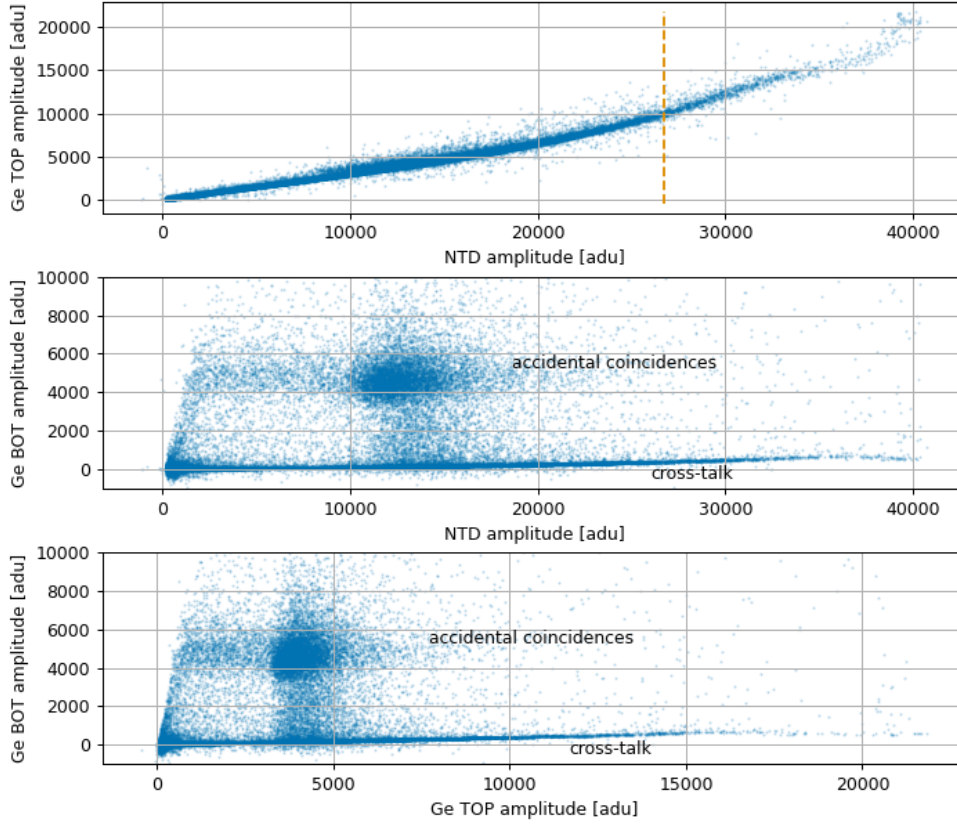 20000
15000
10000
5000
0
Ge TOP amplitude [adu]
0 10000 20000 30000 40000
NTD amplitude [adu]
10000
8000
6000
4000
2000
0
Ge BOT amplitude [adu]
accidental coincidences
cross-talk
0 10000 20000 30000 40000
NTD amplitude [adu]
10000
8000
6000
4000
2000
0
Ge BOT amplitude [adu]
accidental coincidences
cross-talk
0 5000 10000 15000 20000
Ge TOP amplitude [adu]